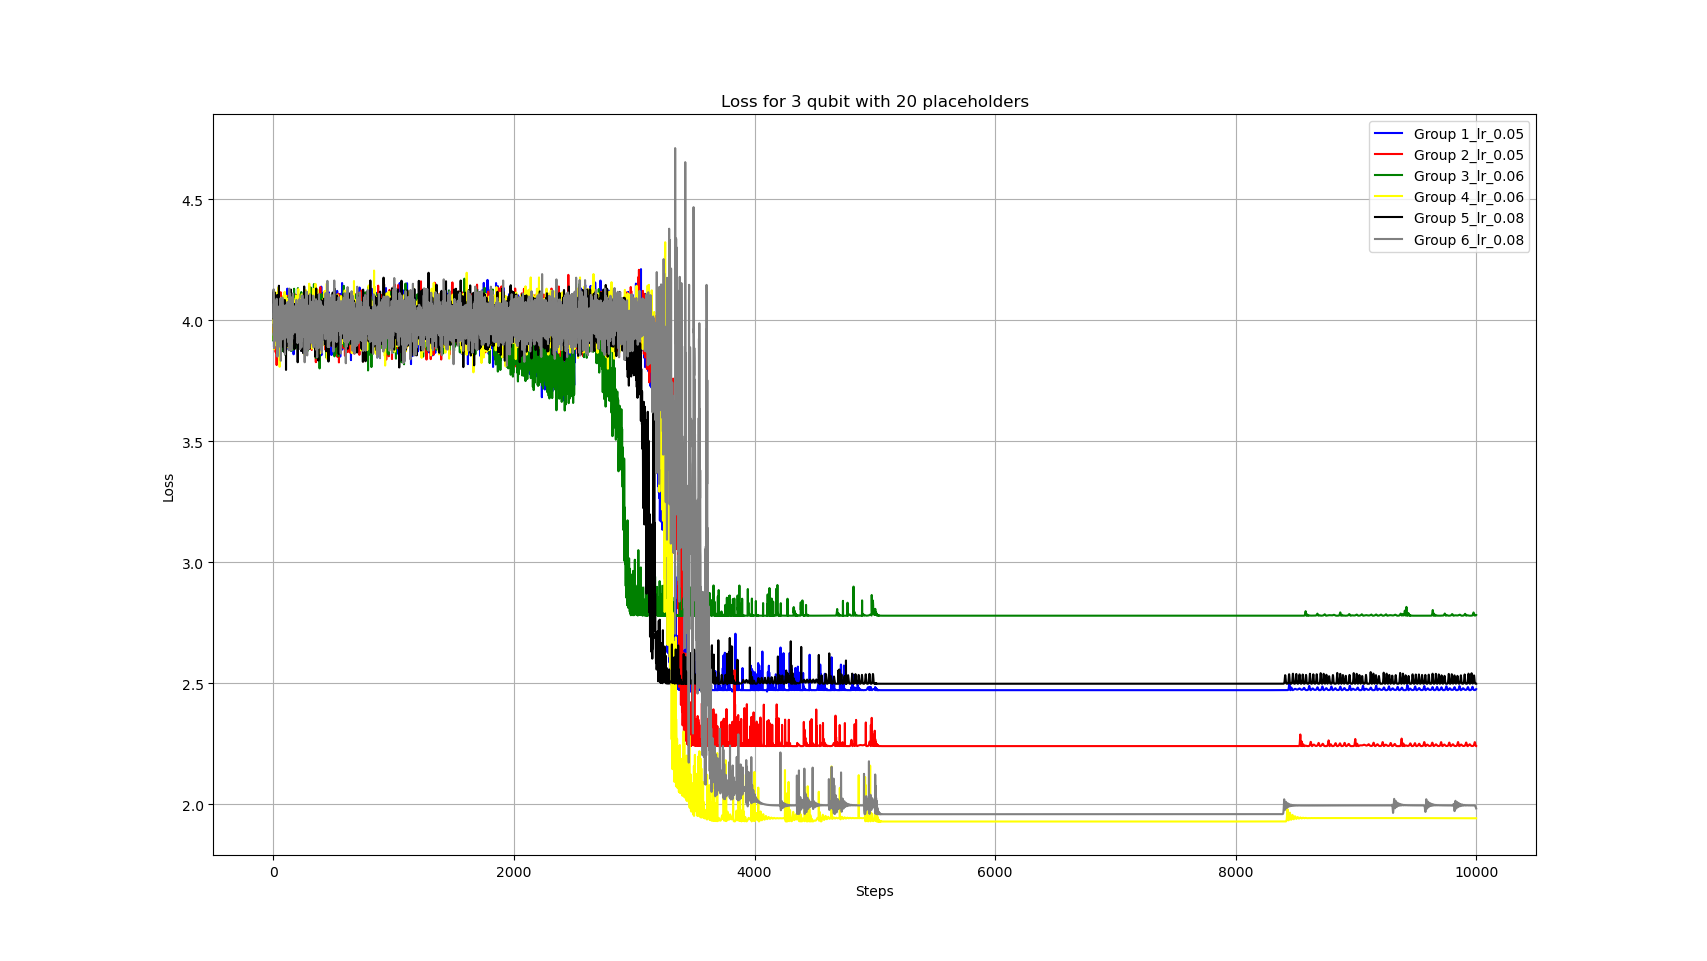 Loss for 3 qubit with 20 placeholders
Group 1_lr_0.05
Group 2_lr_0.05
Group 3_lr_0.06
Group 4_lr_0.06
Group 5_lr_0.08
Group 6_lr_0.08
4.5
4.0
3.5
3.0
2.5
2.0
Loss
0 2000 4000 6000 8000 10000
Steps